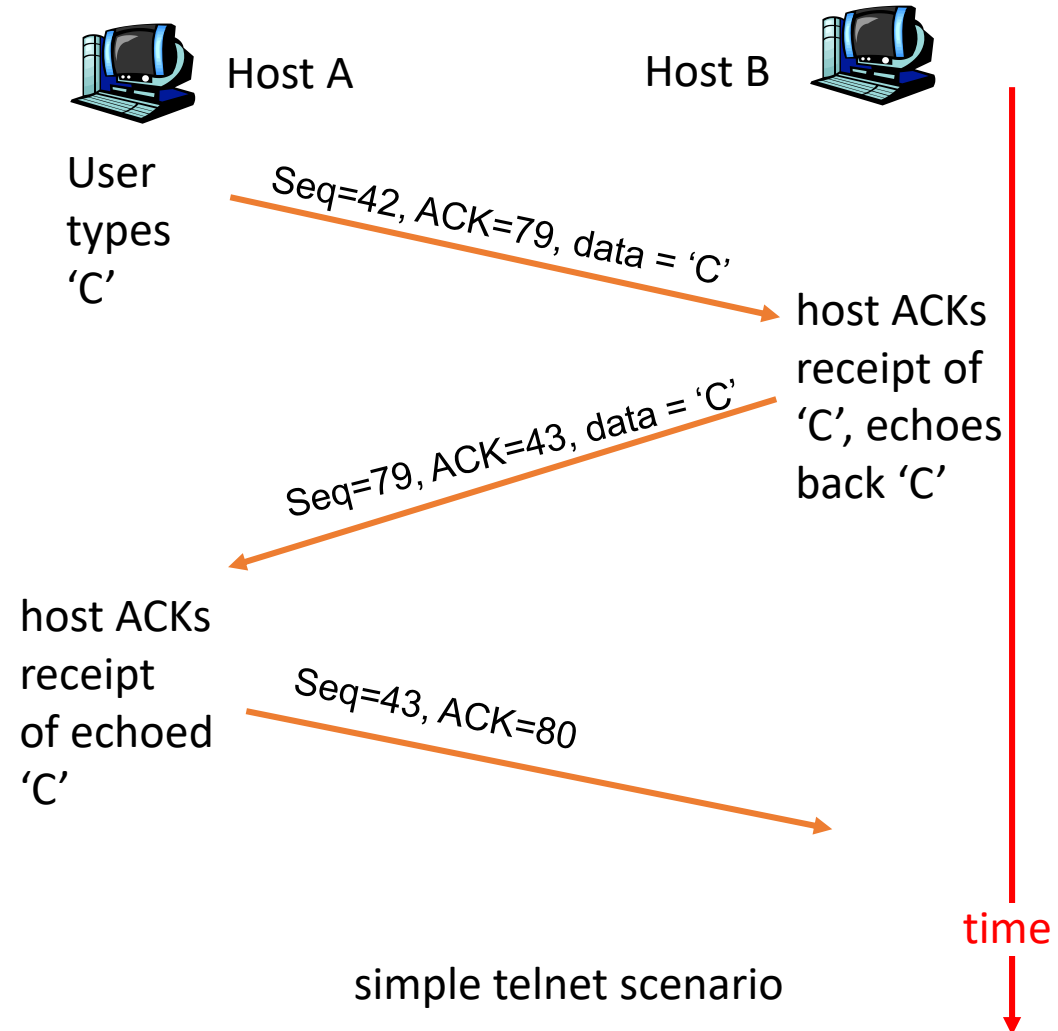 Host A
Host B
User
types
‘C’
Seq=42, ACK=79, data = ‘C’
host ACKs
receipt of
‘C’, echoes
back ‘C’
Seq=79, ACK=43, data = ‘C’
host ACKs
receipt
of echoed
‘C’
Seq=43, ACK=80
time
simple telnet scenario